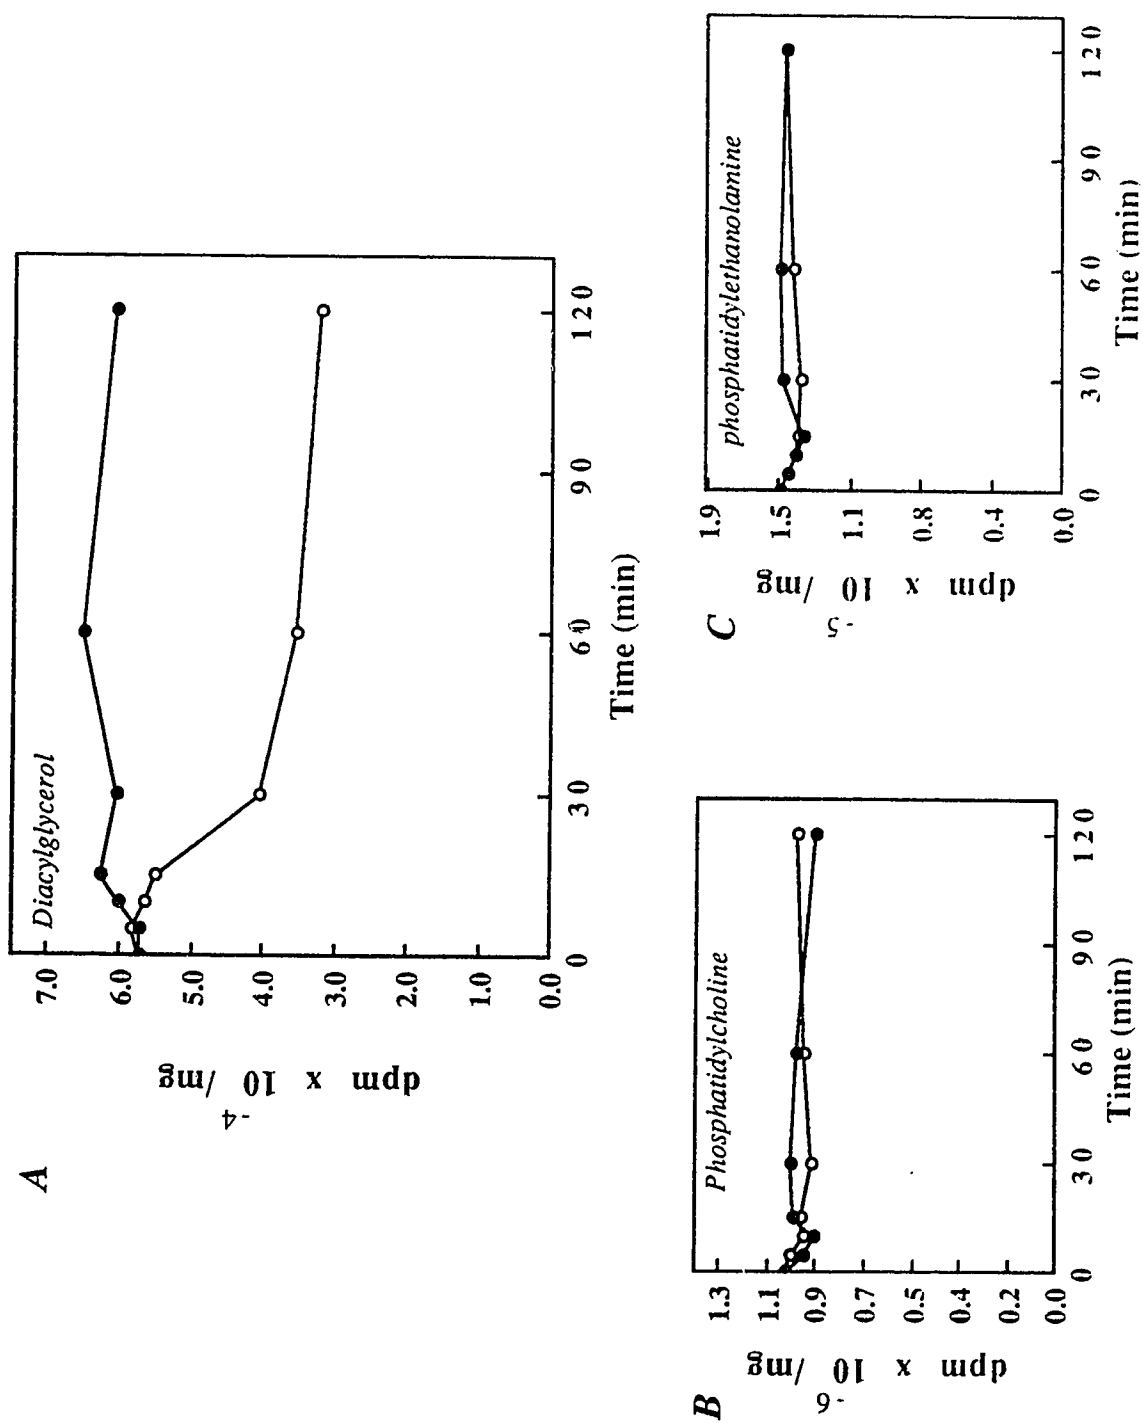 A
Diacylglycerol
dpm x 10 -4 /mg
7.0
6.0
5.0
4.0
3.0
2.0
1.0
0.0
0 30 60 90 120
Time (min)
B
Phosphatidylcholine
dpm x 10 -6 /mg
1.3
1.1
0.9
0.7
0.5
0.4
0.2
0.0
0 30 60 90 120
Time (min)
C
phosphatidylethanolamine
dpm x 10 -5 /mg
1.9
1.5
1.1
0.8
0.4
0.0
0 30 60 90 120
Time (min)